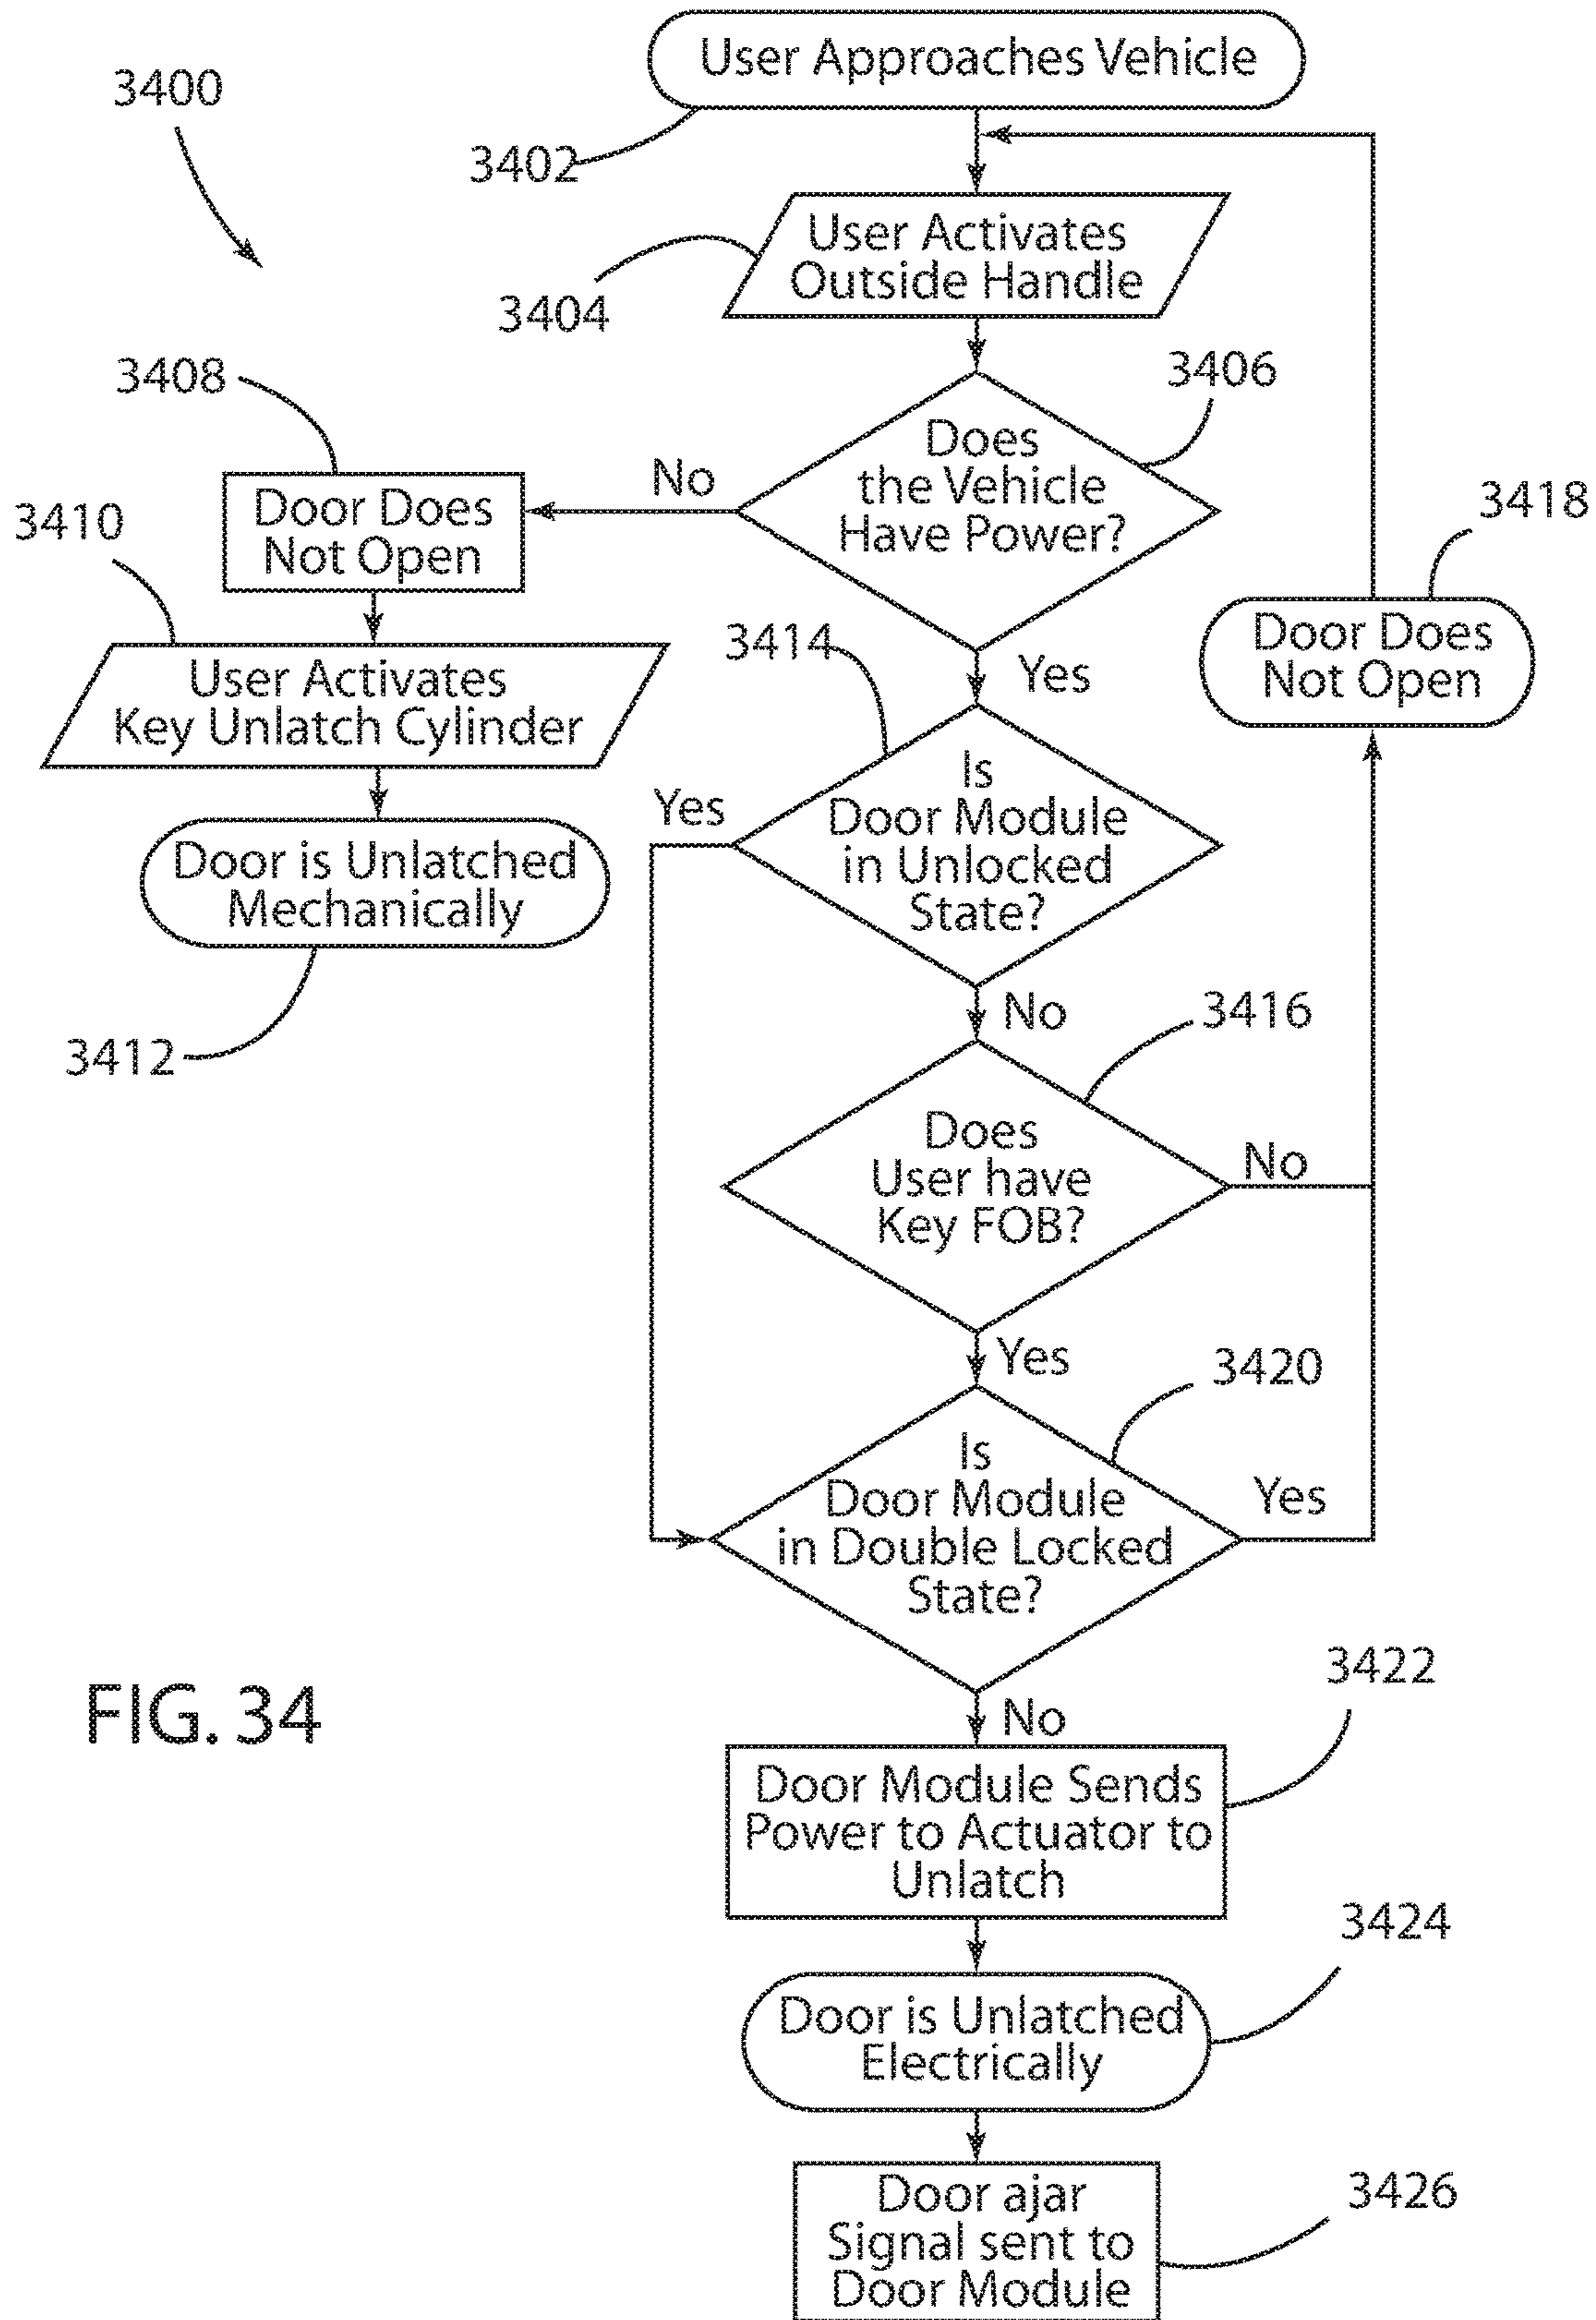 User Approaches Vehicle
3400
3402
User Activates
Outside Handle
3404
3406
3408
Does
the Vehicle
Have Power?
No
Door Does
Not Open
3410
3418
Door Does
Not Open
Yes
3414
User Activates
Key Unlatch Cylinder
Is
Door Module
in Unlocked
State?
Yes
Door is Unlatched
Mechanically
3412
No
3416
Does
User have
Key FOB?
No
Yes
3420
Is
Door Module
in Double Locked
State?
Yes
3422
FIG. 34
No
Door Module Sends
Power to Actuator to
Unlatch
3424
Door is Unlatched
Electrically
3426
Door ajar
Signal sent to
Door Module